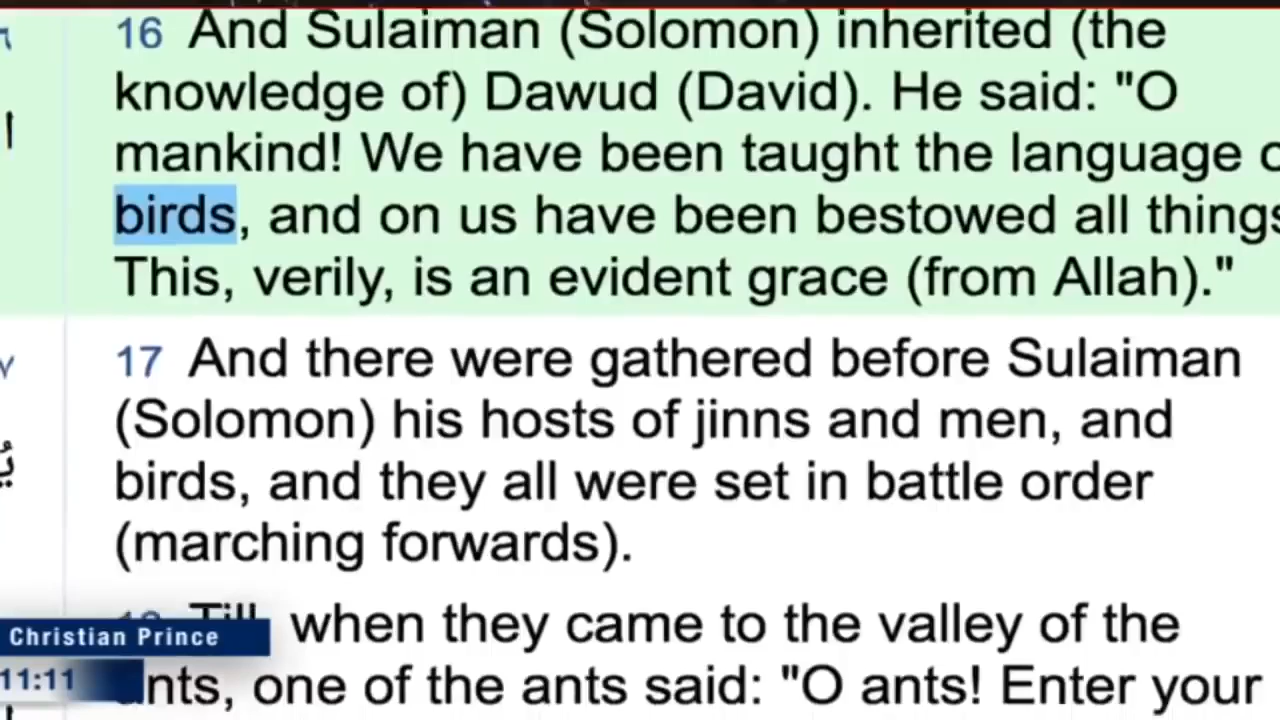 16 And Sulaiman (Solomon) inherited (the
knowledge of) Dawud (David). He said: "O
mankind! We have been taught the language
birds, and on us have been bestowed all things
This, verily, is an evident grace (from Allah)."
17 And there were gathered before Sulaiman
(Solomon) his hosts of jinns and men, and
birds, and they all were set in battle order
(marching forwards).
Till, when they came to the valley of the
Christian Prince
11:11
ants, one of the ants said: "O ants! Enter your